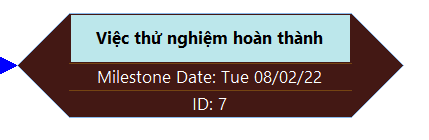 Việc thử nghiệm hoàn thành
Milestone Date: Tue 08/02/22
ID: 7